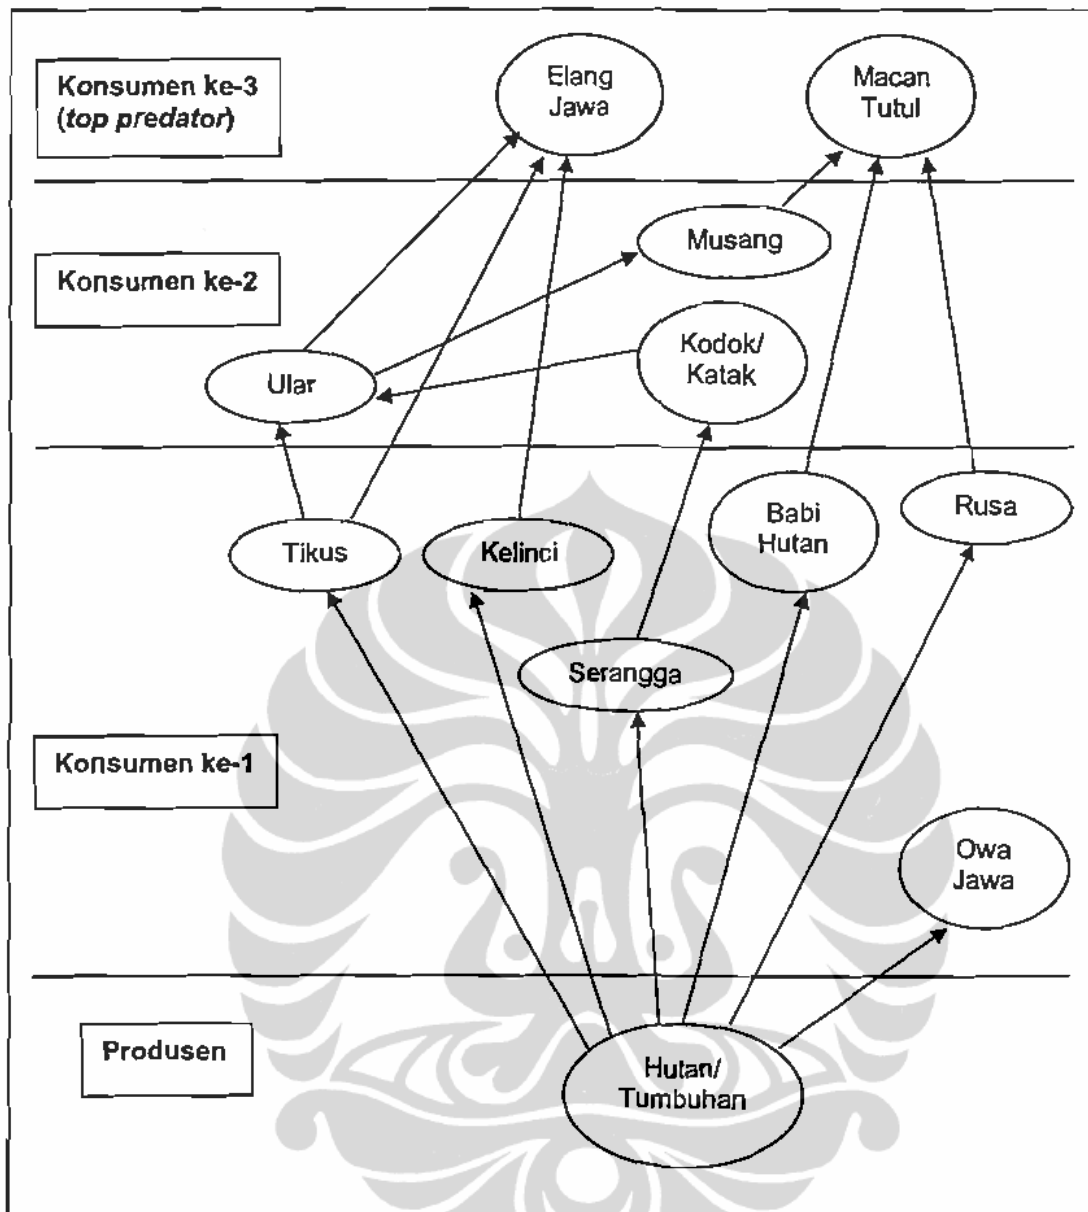 Konsumen ke-3
(top predator)
Elang
Jawa
Macan
Tutul
Konsumen ke-2
Musang
Kodok/
Katak
Ular
Konsumen ke-1
Tikus
Kelinci
Babi
Hutan
Rusa
Serangga
Owa
Jawa
Produsen
Hutan/
Tumbuhan